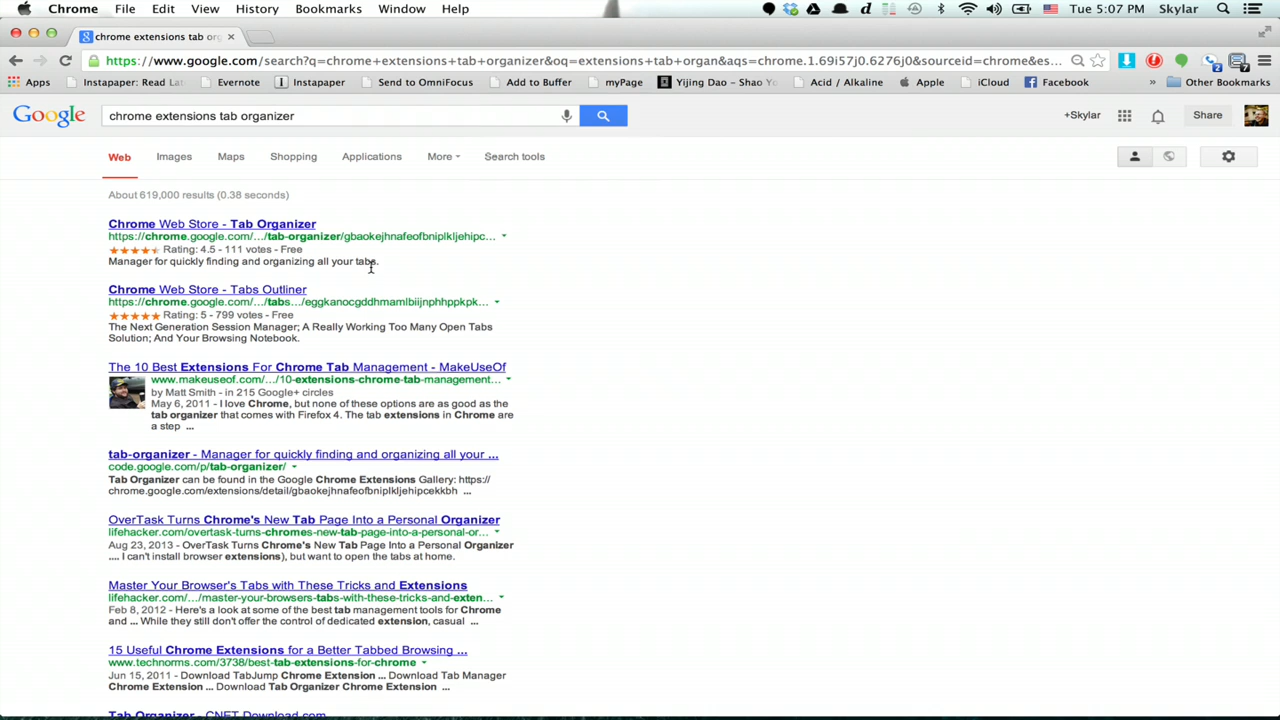 Chrome File Edit View History Bookmarks Window Help Tue 5:07 PM Skylar
chrome extensions tab org
https://www.google.com/search?q=chrome+extensions+tab+organizer&oq=extensions+tab+organ&aqs=chrome.1.69i57j0.6276j0&sourceid=chrome&es...
Apps Instapaper: Read Lat Evernote Instapaper Send to OmniFocus Add to Buffer myPage Yijing Dao - Shao Yo Acid / Alkaline Apple iCloud Facebook » Other Bookmarks
Google chrome extensions tab organizer +Skylar Share
Web Images Maps Shopping Applications More Search tools
About 619,000 results (0.38 seconds)
Chrome Web Store - Tab Organizer
https://chrome.google.com/.../tab-organizer/gbaokejhnafeofbniplkljehipc...
Rating: 4.5 - 111 votes - Free
Manager for quickly finding and organizing all your tabs.
Chrome Web Store - Tabs Outliner
https://chrome.google.com/.../tabs.../eggkanocgddhmamlbiijnphhppkpk...
Rating: 5 - 799 votes - Free
The Next Generation Session Manager; A Really Working Too Many Open Tabs
Solution; And Your Browsing Notebook.
The 10 Best Extensions For Chrome Tab Management - MakeUseOf
www.makeuseof.com/.../10-extensions-chrome-tab-management...
by Matt Smith - in 215 Google+ circles
May 6, 2011 - I love Chrome, but none of these options are as good as the
tab organizer that comes with Firefox 4. The tab extensions in Chrome are
a step ...
tab-organizer - Manager for quickly finding and organizing all your ...
code.google.com/p/tab-organizer/
Tab Organizer can be found in the Google Chrome Extensions Gallery: https://
chrome.google.com/extensions/detail/gbaokejhnafeofbniplkljehipcekkbh ...
OverTask Turns Chrome's New Tab Page Into a Personal Organizer
lifehacker.com/overtask-turns-chromes-new-tab-page-into-a-personal-or...
Aug 23, 2013 - OverTask Turns Chrome's New Tab Page Into a Personal Organizer
.... I can't install browser extensions), but want to open the tabs at home.
Master Your Browser's Tabs with These Tricks and Extensions
lifehacker.com/.../master-your-browsers-tabs-with-these-tricks-and-exten...
Feb 8, 2012 - Here's a look at some of the best tab management tools for Chrome
and ... While they still don't offer the control of dedicated extension, casual ...
15 Useful Chrome Extensions for a Better Tabbed Browsing ...
www.technorms.com/3738/best-tab-extensions-for-chrome
Jun 15, 2011 - Download TabJump Chrome Extension ... Download Tab Manager
Chrome Extension ... Download Tab Organizer Chrome Extension ...
Tab Organizer - CNET Download.com